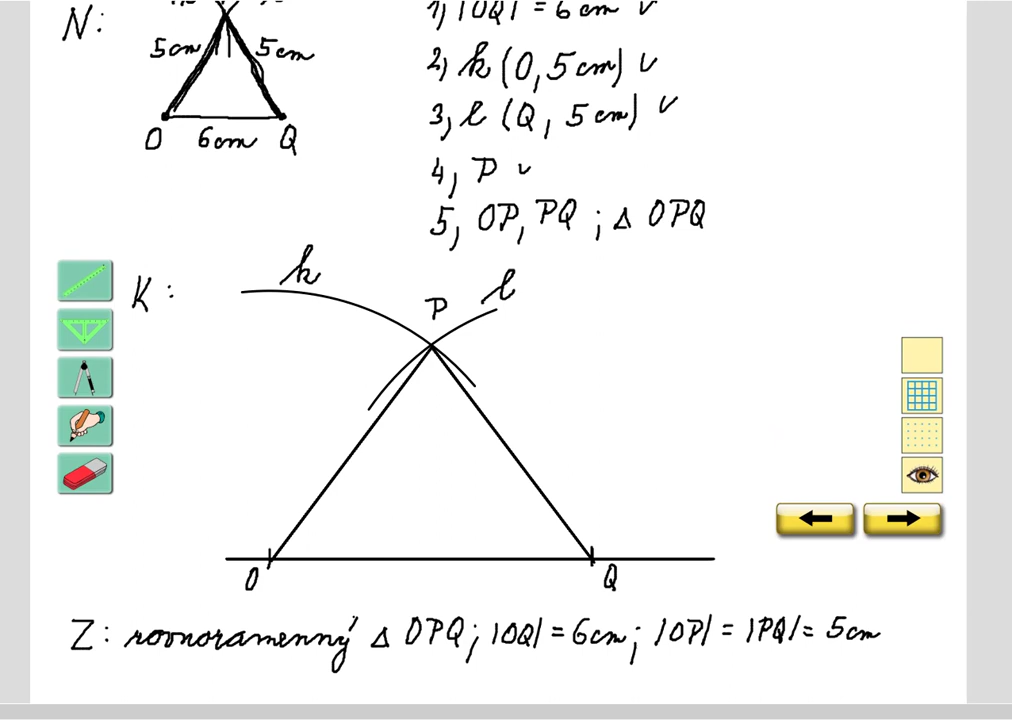 N:
5cm 5cm
O 6cm Q
1, |OQ| = 6cm ✓
2, k (O, 5cm) ✓
3, l (Q, 5cm) ✓
4, P ✓
5, OP, PQ ; △ OPQ
K:
k
P l
O Q
Z: rovnoramenný △ OPQ; |OQ| = 6cm; |OP| = |PQ| = 5cm